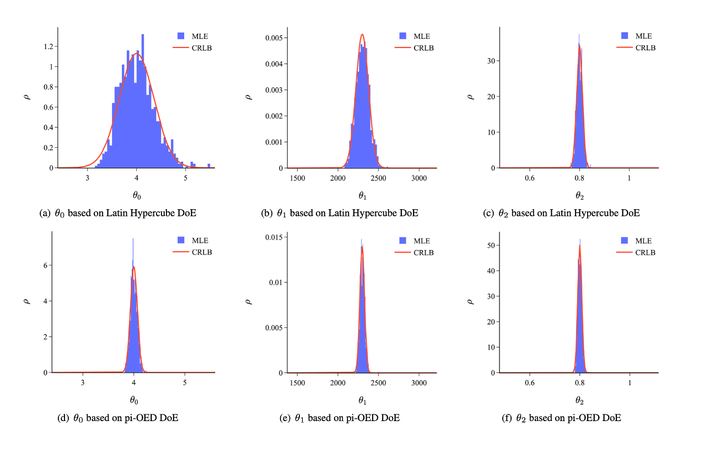 MLE
CRLB
1.2
1
0.8
0.6
0.4
0.2
0
ρ
3 4 5
θ0
(a) θ0 based on Latin Hypercube DoE
MLE
CRLB
0.005
0.004
0.003
0.002
0.001
0
ρ
1500 2000 2500 3000
θ1
(b) θ1 based on Latin Hypercube DoE
MLE
CRLB
30
20
10
0
ρ
0.6 0.8 1
θ2
(c) θ2 based on Latin Hypercube DoE
MLE
CRLB
6
4
2
0
ρ
3 4 5
θ0
(d) θ0 based on pi-OED DoE
MLE
CRLB
0.015
0.01
0.005
0
ρ
1500 2000 2500 3000
θ1
(e) θ1 based on pi-OED DoE
MLE
CRLB
50
40
30
20
10
0
ρ
0.6 0.8 1
θ2
(f) θ2 based on pi-OED DoE